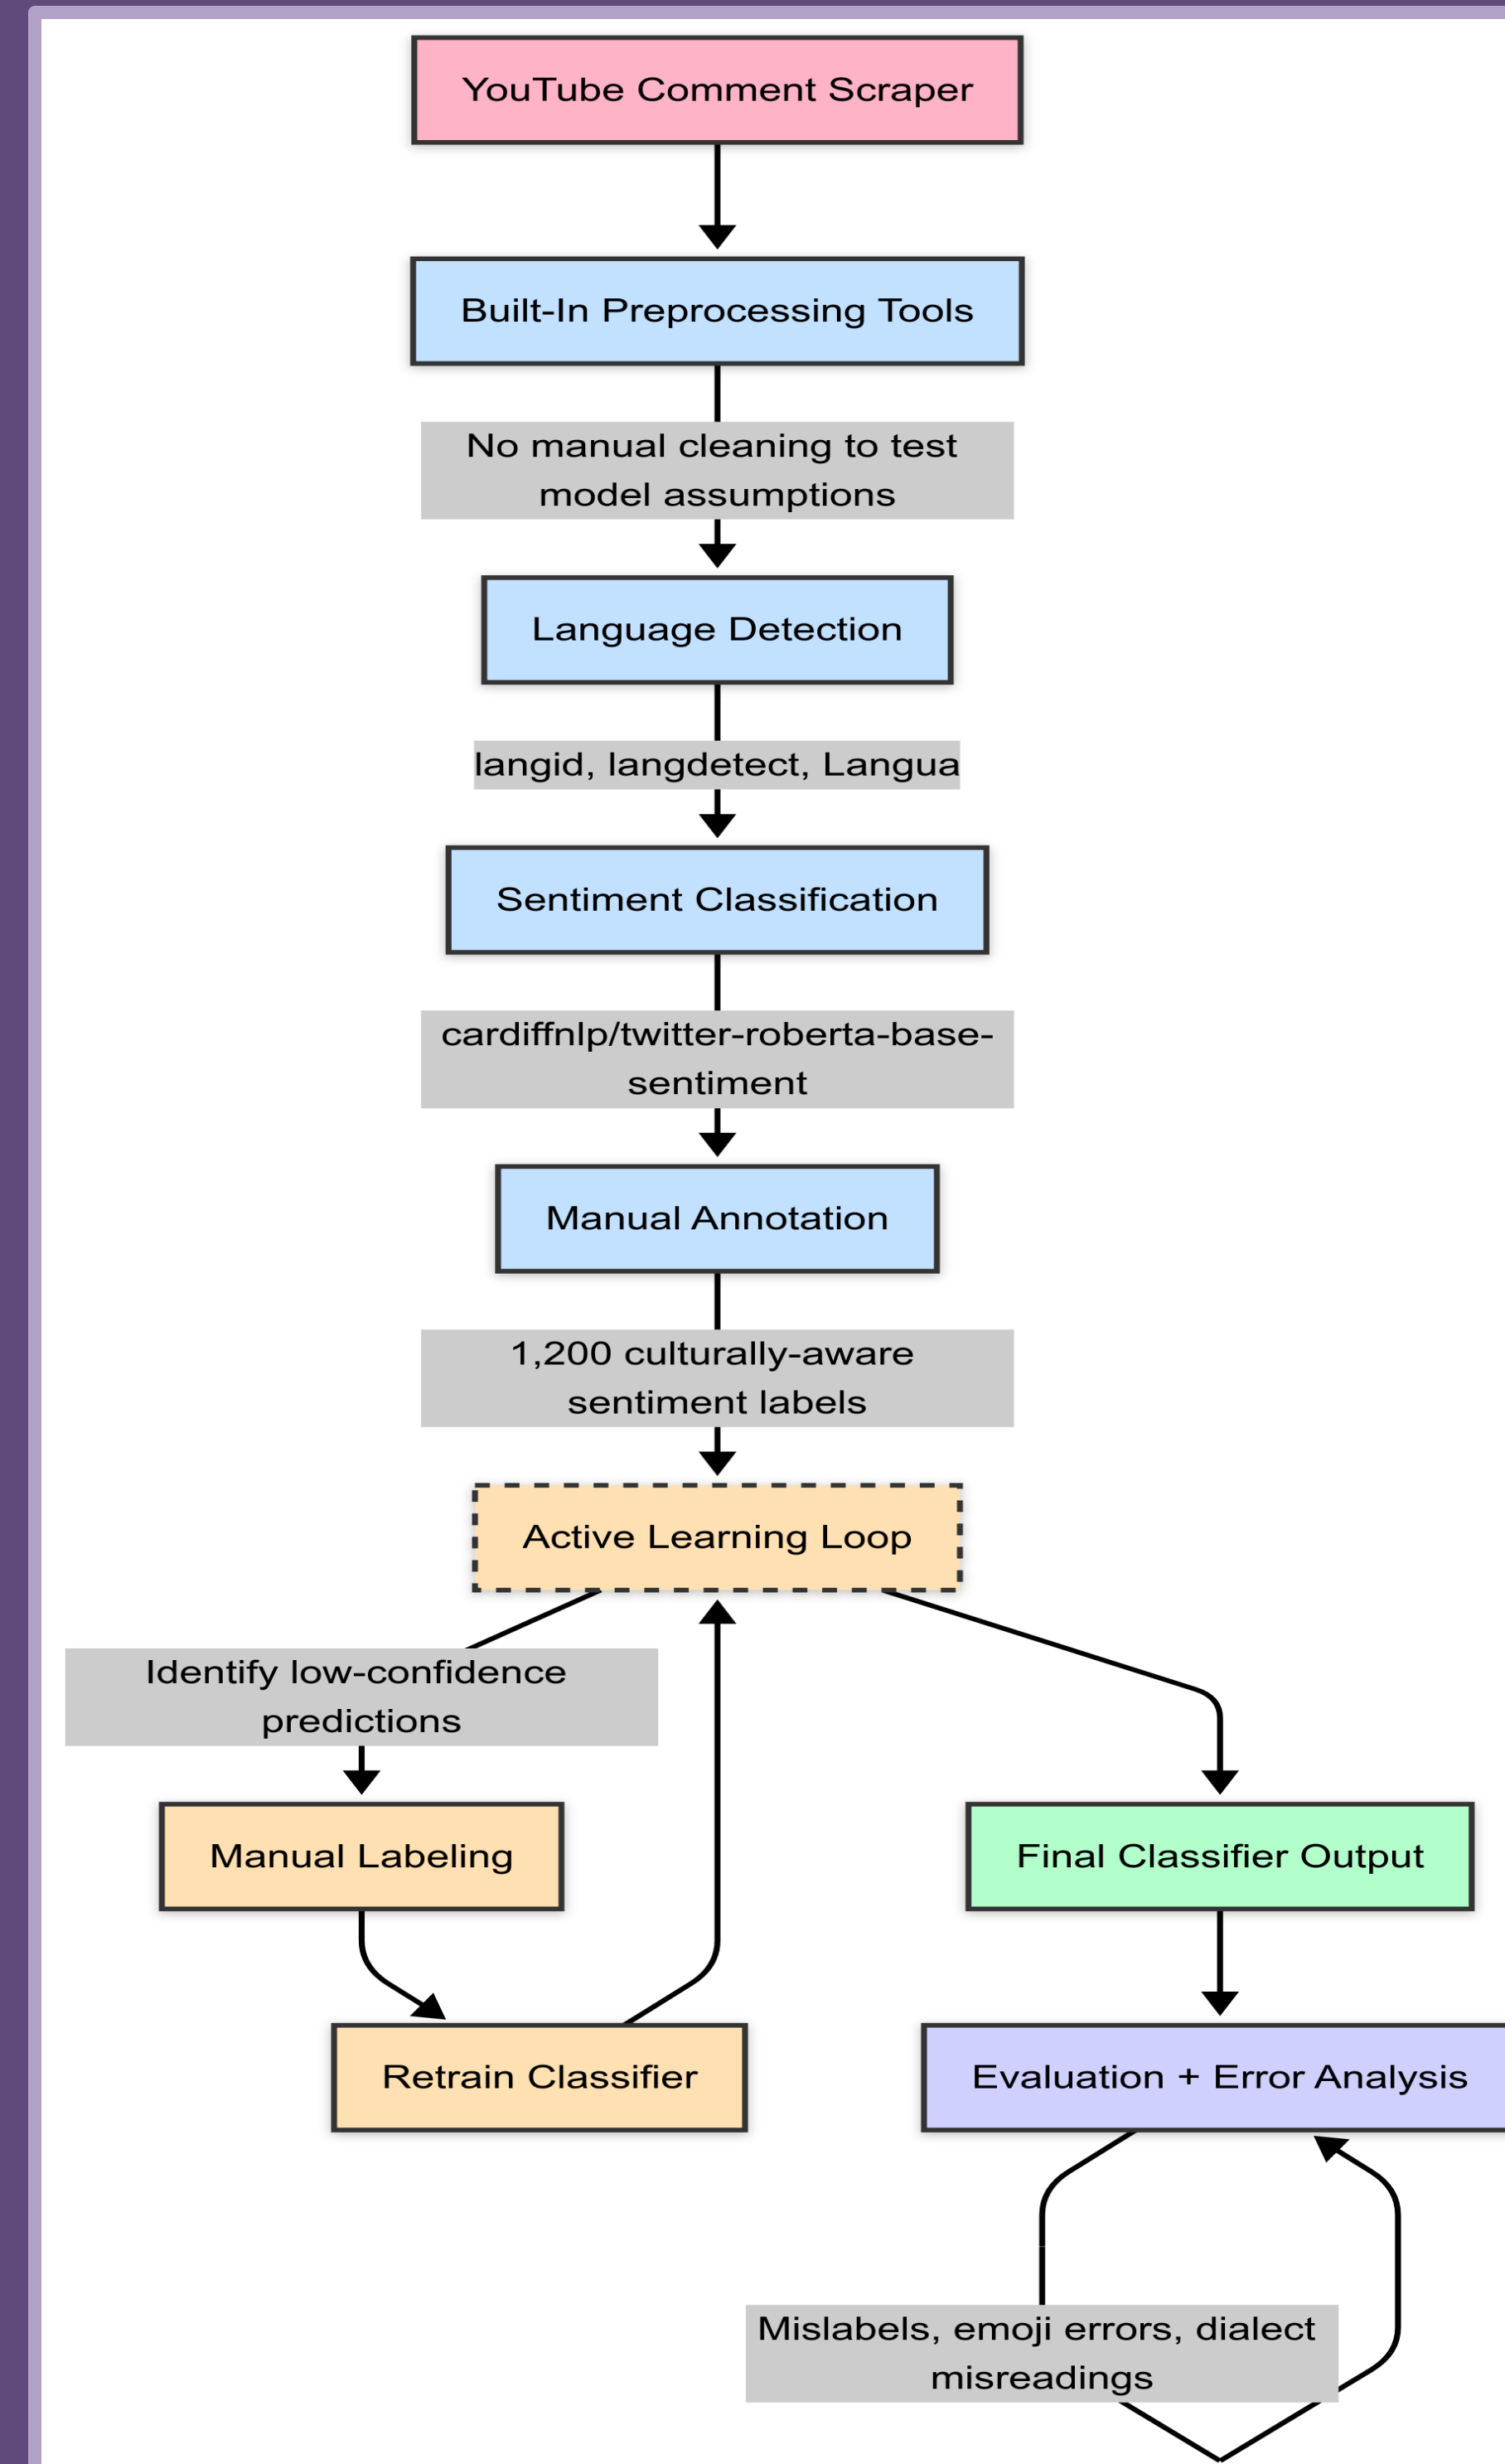 YouTube Comment Scraper
Built-In Preprocessing Tools
No manual cleaning to test
model assumptions
Language Detection
langid, langdetect, Langua
Sentiment Classification
cardiffnlp/twitter-roberta-base-
sentiment
Manual Annotation
1,200 culturally-aware
sentiment labels
Active Learning Loop
Identify low-confidence
predictions
Manual Labeling
Final Classifier Output
Retrain Classifier
Evaluation + Error Analysis
Mislabels, emoji errors, dialect
misreadings